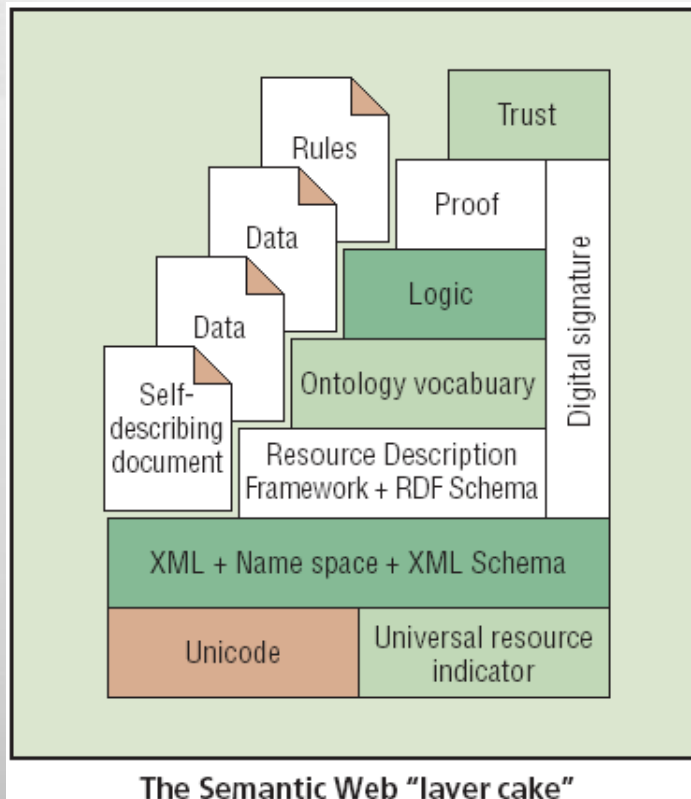 Trust
Rules
Proof
Data
Logic
Data
Ontology vocabuary
Digital signature
Self-
describing
document
Resource Description
Framework + RDF Schema
XML + Name space + XML Schema
Unicode
Universal resource
indicator
The Semantic Web “layer cake”